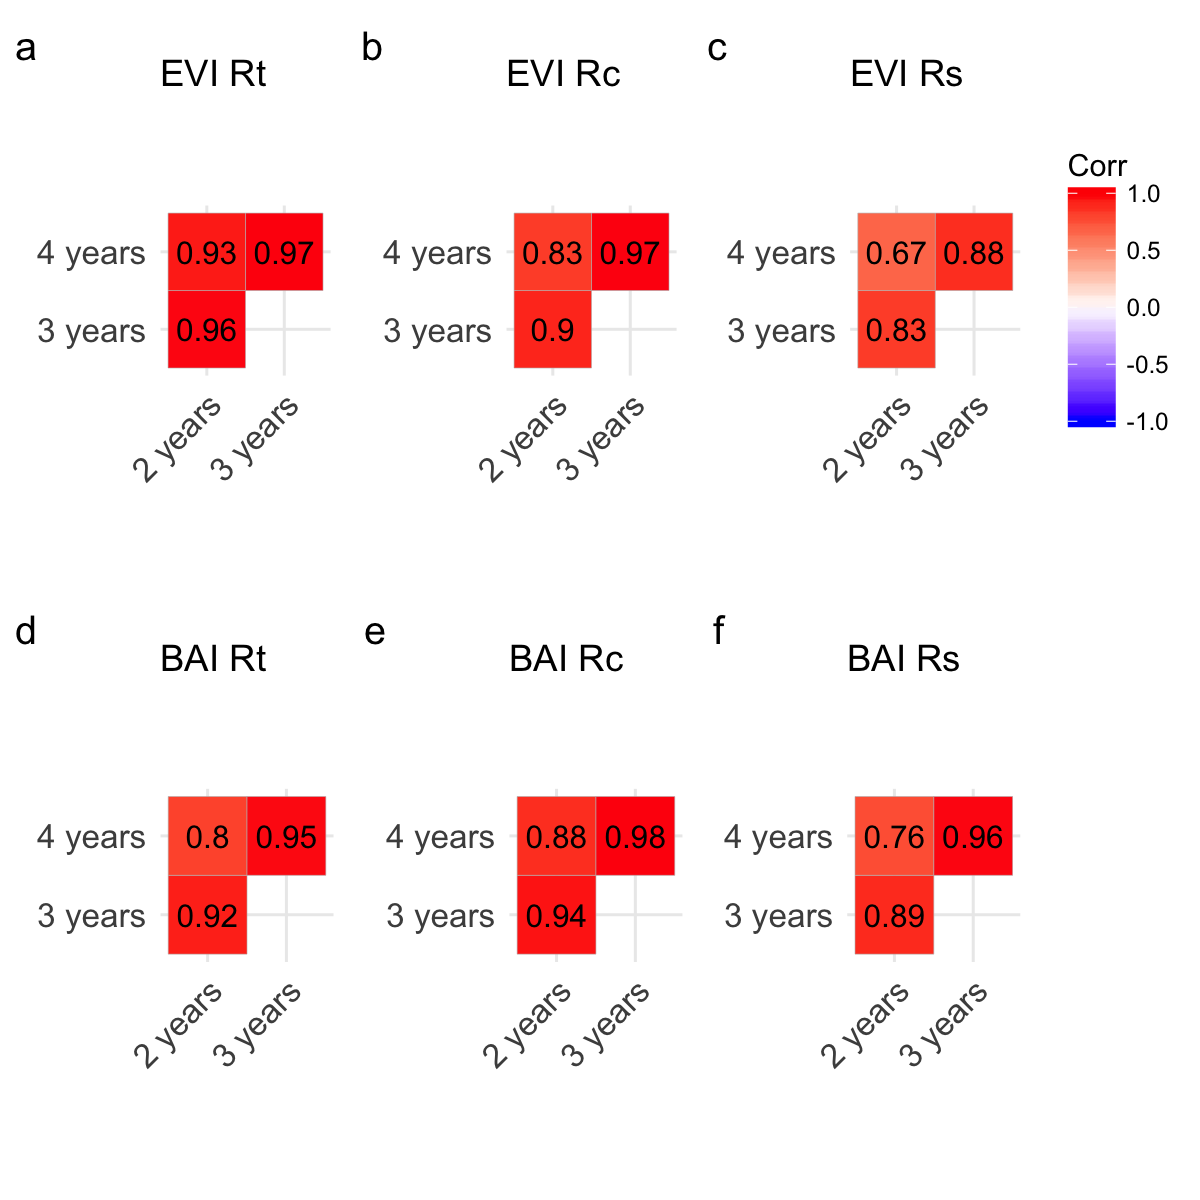 a
EVI Rt
4 years 0.93 0.97
3 years 0.96
2 years 3 years
b
EVI Rc
4 years 0.83 0.97
3 years 0.9
2 years 3 years
c
EVI Rs
4 years 0.67 0.88
3 years 0.83
2 years 3 years
Corr
1.0
0.5
0.0
-0.5
-1.0
d
BAI Rt
4 years 0.8 0.95
3 years 0.92
2 years 3 years
e
BAI Rc
4 years 0.88 0.98
3 years 0.94
2 years 3 years
f
BAI Rs
4 years 0.76 0.96
3 years 0.89
2 years 3 years